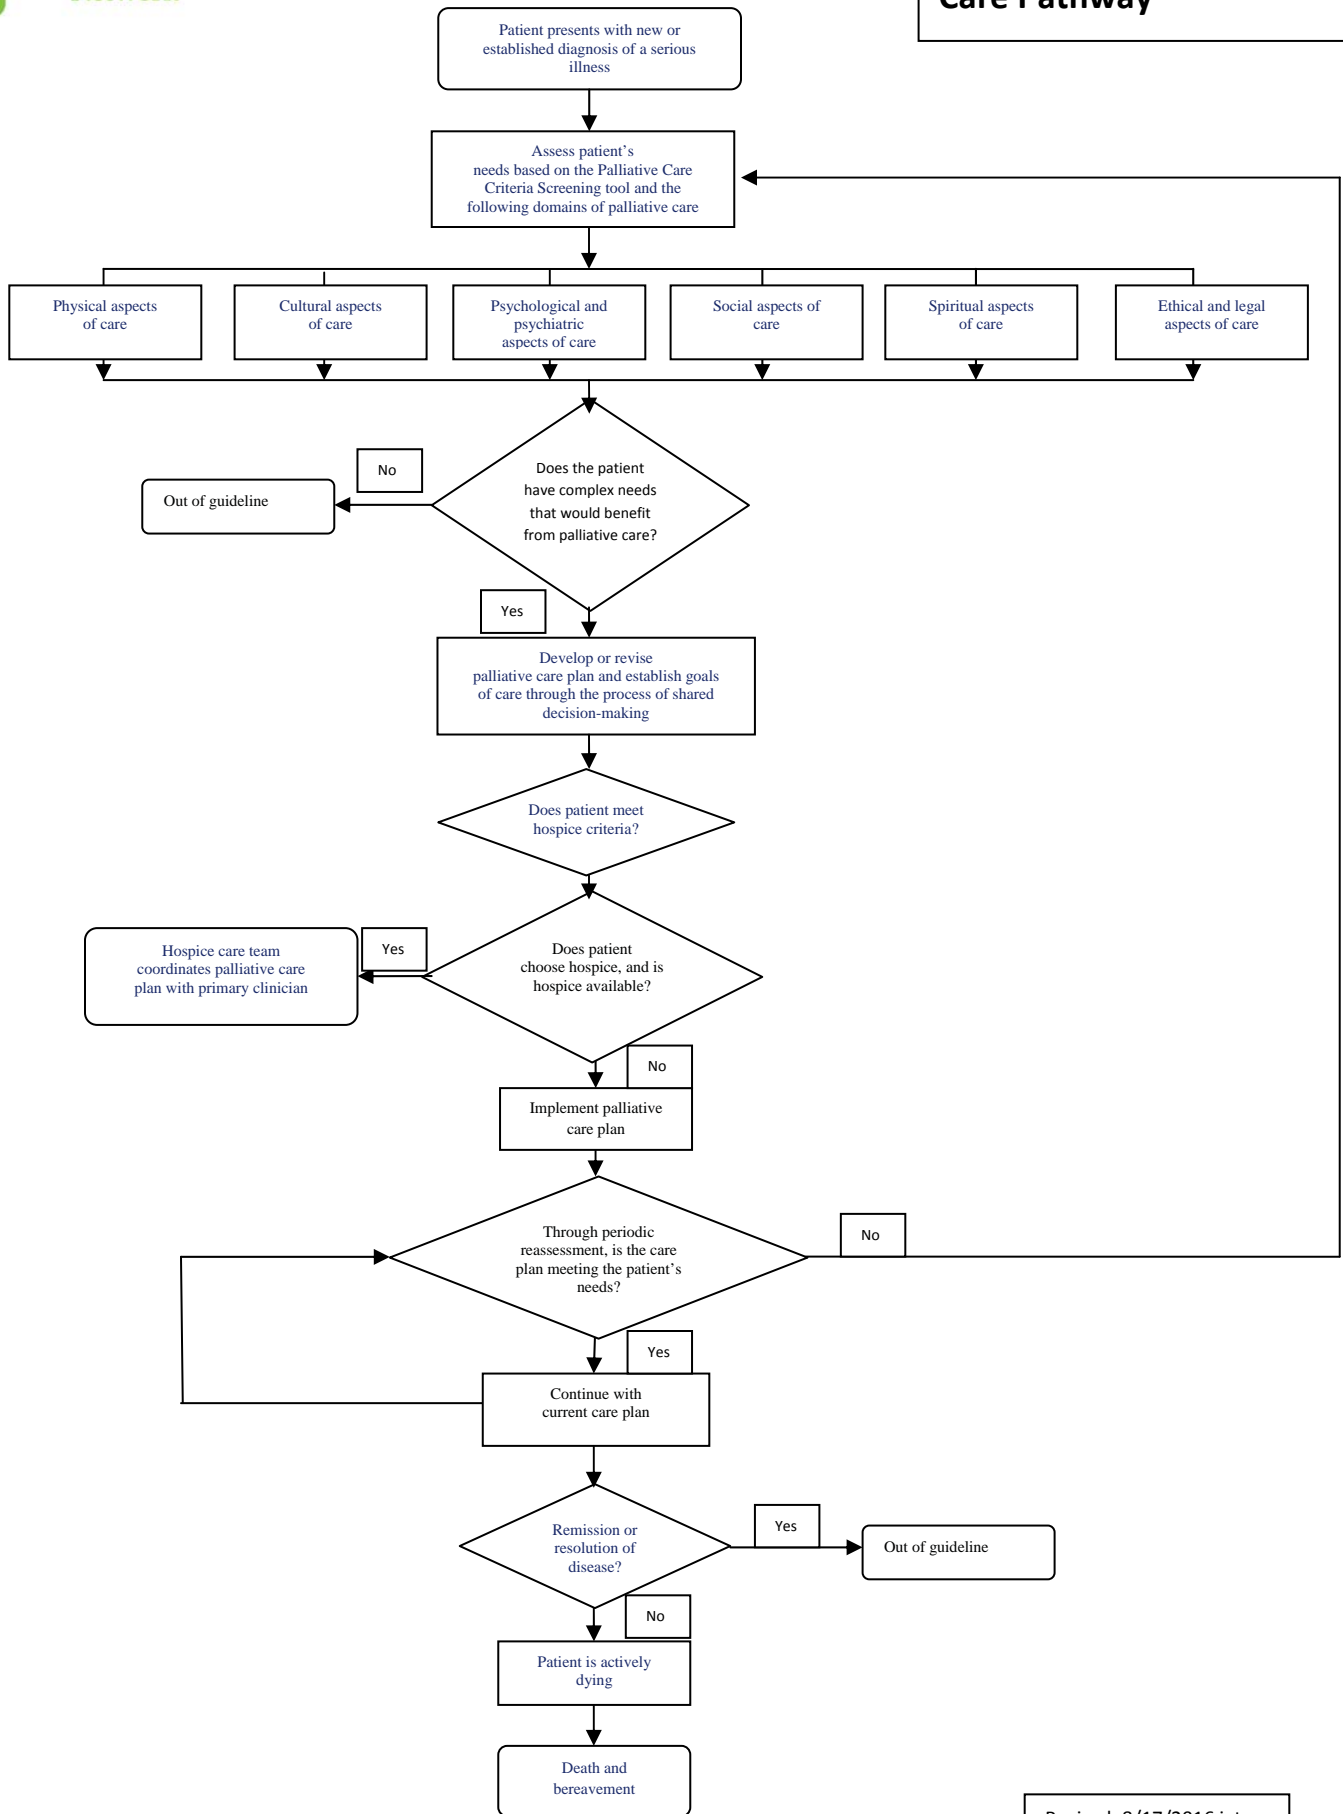 Care Pathway
Patient presents with new or
established diagnosis of a serious
illness
Assess patient's
needs based on the Palliative Care
Criteria Screening tool and the
following domains of palliative care
Physical aspects
of care
Cultural aspects
of care
Psychological and
psychiatric
aspects of care
Social aspects of
care
Spiritual aspects
of care
Ethical and legal
aspects of care
Does the patient
have complex needs
that would benefit
from palliative care?
No
Out of guideline
Yes
Develop or revise
palliative care plan and establish goals
of care through the process of shared
decision-making
Does patient meet
hospice criteria?
Does patient
choose hospice, and is
hospice available?
Yes
Hospice care team
coordinates palliative care
plan with primary clinician
No
Implement palliative
care plan
Through periodic
reassessment, is the care
plan meeting the patient's
needs?
No
Yes
Continue with
current care plan
Remission or
resolution of
disease?
Yes
Out of guideline
No
Patient is actively
dying
Death and
bereavement
Revised: 8/17/2016 jst